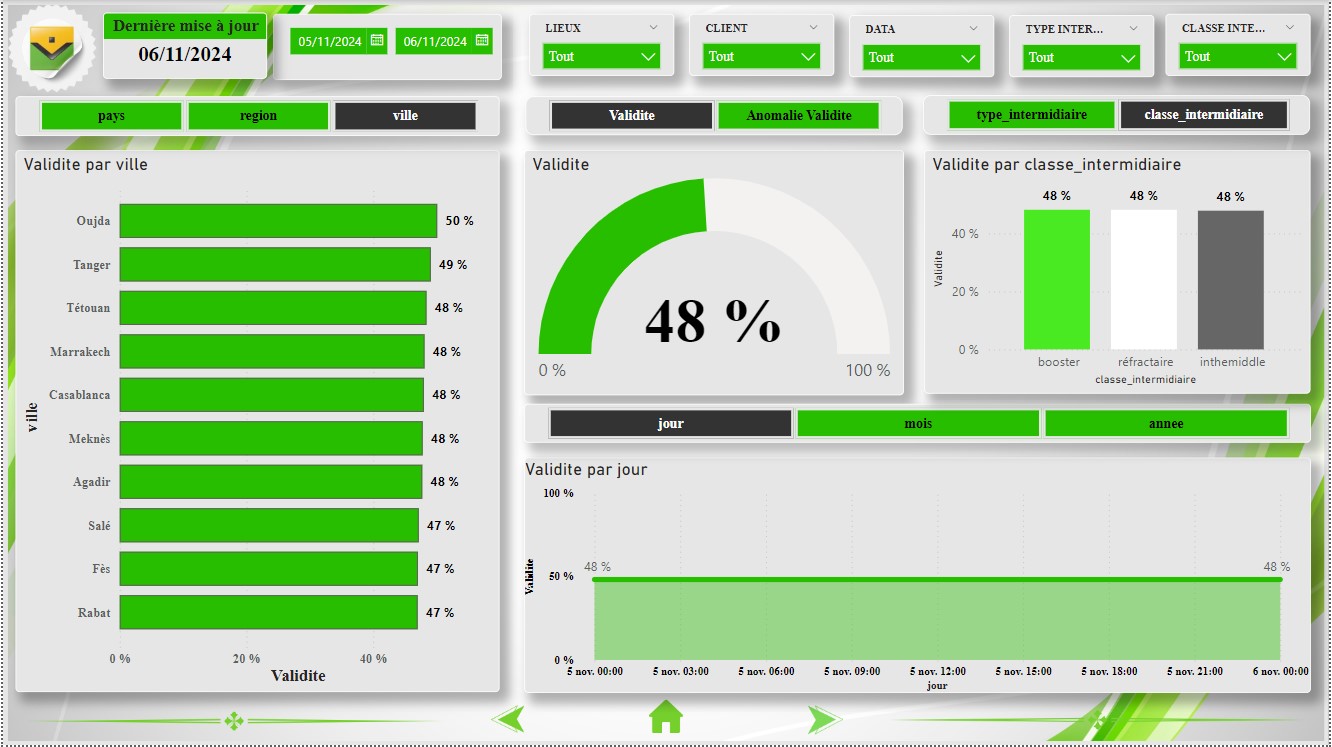 Dernière mise à jour
06/11/2024
05/11/2024
06/11/2024
LIEUX
Tout
CLIENT
Tout
DATA
Tout
TYPE INTER...
Tout
CLASSE INTE...
Tout
pays
region
ville
Validite
Anomalie Validite
type_intermidiaire
classe_intermidiaire
Validite par ville
ville
Oujda
50 %
Tanger
49 %
Tétouan
48 %
Marrakech
48 %
Casablanca
48 %
Meknès
48 %
Agadir
48 %
Salé
47 %
Fès
47 %
Rabat
47 %
0 %
20 %
40 %
Validite
Validite
48 %
0 %
100 %
Validite par classe_intermidiaire
48 %
48 %
48 %
Validite
40 %
20 %
0 %
booster
réfractaire
inthemiddle
classe_intermidiaire
jour
mois
annee
Validite par jour
Validite
100 %
50 %
0 %
48 %
48 %
5 nov. 00:00
5 nov. 03:00
5 nov. 06:00
5 nov. 09:00
5 nov. 12:00
5 nov. 15:00
5 nov. 18:00
5 nov. 21:00
6 nov. 00:00
jour